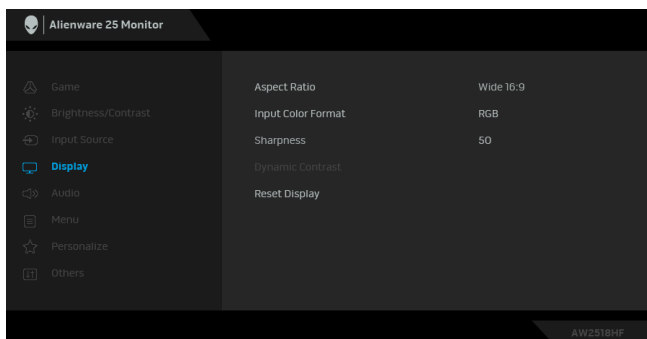 Alienware 25 Monitor
Game
Aspect Ratio Wide 16:9
Brightness/Contrast
Input Color Format RGB
Input Source
Sharpness 50
Display
Dynamic Contrast
Audio
Reset Display
Menu
Personalize
Others
AW2518HF